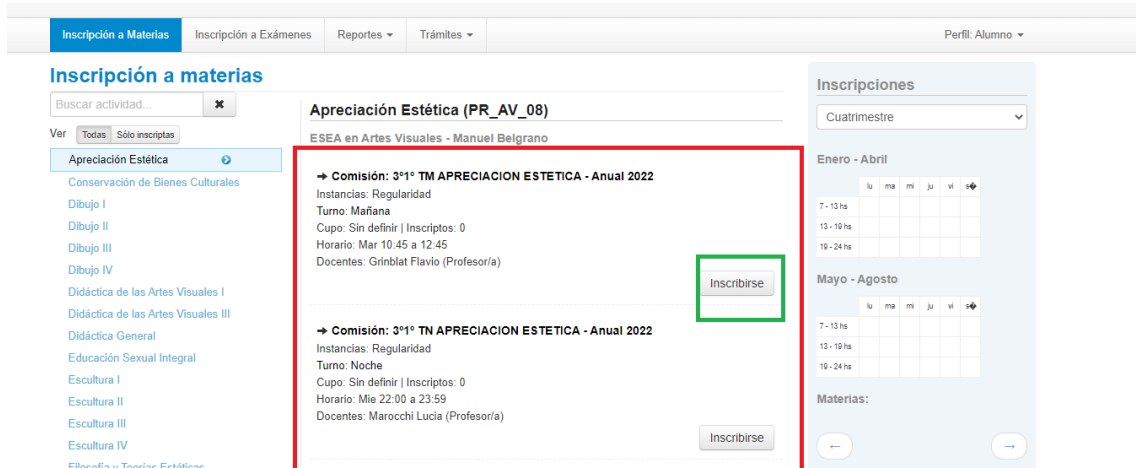 Inscripción a Materias
Inscripción a Exámenes
Reportes
Trámites
Perfil: Alumno
Inscripción a materias
Buscar actividad...
Ver Todas Sólo inscriptas
Apreciación Estética
Conservación de Bienes Culturales
Dibujo I
Dibujo II
Dibujo III
Dibujo IV
Didáctica de las Artes Visuales I
Didáctica de las Artes Visuales III
Didáctica General
Educación Sexual Integral
Escultura I
Escultura II
Escultura III
Escultura IV
Filosofía y Teorías Estéticas
Apreciación Estética (PR_AV_08)
ESEA en Artes Visuales - Manuel Belgrano
➔ Comisión: 3º1º TM APRECIACION ESTETICA - Anual 2022
Instancias: Regularidad
Turno: Mañana
Cupo: Sin definir | Inscriptos: 0
Horario: Mar 10:45 a 12:45
Docentes: Grinblat Flavio (Profesor/a)
Inscribirse
➔ Comisión: 3º1º TN APRECIACION ESTETICA - Anual 2022
Instancias: Regularidad
Turno: Noche
Cupo: Sin definir | Inscriptos: 0
Horario: Mie 22:00 a 23:59
Docentes: Marocchi Lucia (Profesor/a)
Inscribirse
Inscripciones
Cuatrimestre
Enero - Abril
lu ma mi ju vi s�
7 - 13 hs
13 - 19 hs
19 - 24 hs
Mayo - Agosto
lu ma mi ju vi s�
7 - 13 hs
13 - 19 hs
19 - 24 hs
Materias:
← →